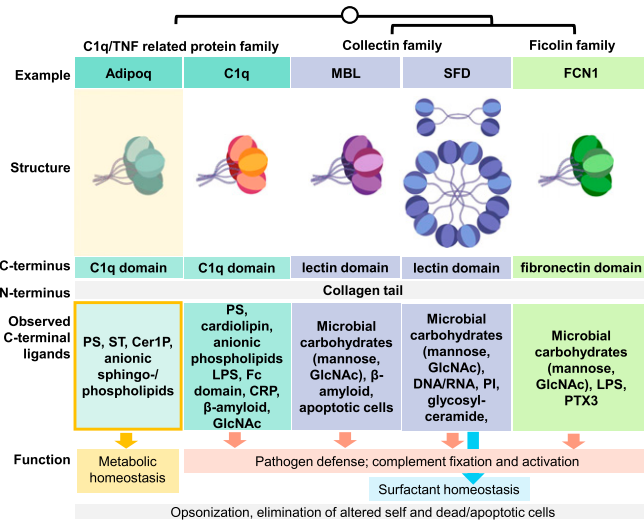 C1q/TNF related protein family
Collectin family
Ficolin family
Example
Adipoq
C1q
MBL
SFD
FCN1
Structure
C-terminus
C1q domain
C1q domain
lectin domain
lectin domain
fibronectin domain
N-terminus
Collagen tail
Observed
C-terminal
ligands
PS, ST, Cer1P,
anionic
sphingo-/
phospholipids
PS,
cardiolipin,
anionic
phospholipids
LPS, Fc
domain, CRP,
β-amyloid,
GlcNAc
Microbial
carbohydrates
(mannose,
GlcNAc), β-
amyloid,
apoptotic cells
Microbial
carbohydrates
(mannose,
GlcNAc),
DNA/RNA, PI,
glycosyl-
ceramide,
Microbial
carbohydrates
(mannose,
GlcNAc), LPS,
PTX3
Function
Metabolic
homeostasis
Pathogen defense; complement fixation and activation
Surfactant homeostasis
Opsonization, elimination of altered self and dead/apoptotic cells